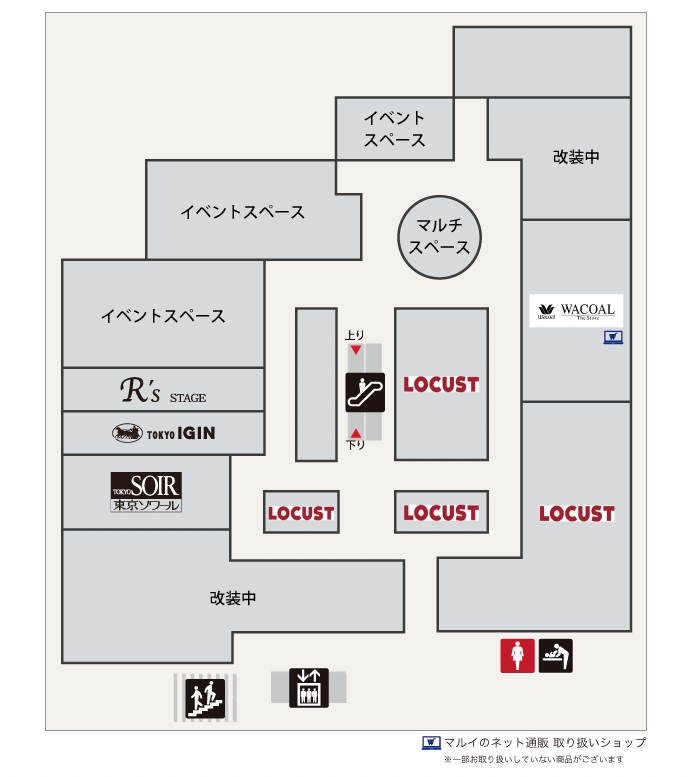 イベント
スペース
改装中
イベントスペース
マルチ
スペース
イベントスペース
Wacoal
WACOAL
The Store
上り
R's STAGE
LOCUST
TOKYO IGIN
下り
TOKYO SOIR
東京ソワール
LOCUST
LOCUST
LOCUST
改装中
W
マルイのネット通販 取り扱いショップ
※一部お取り扱いしていない商品がございます